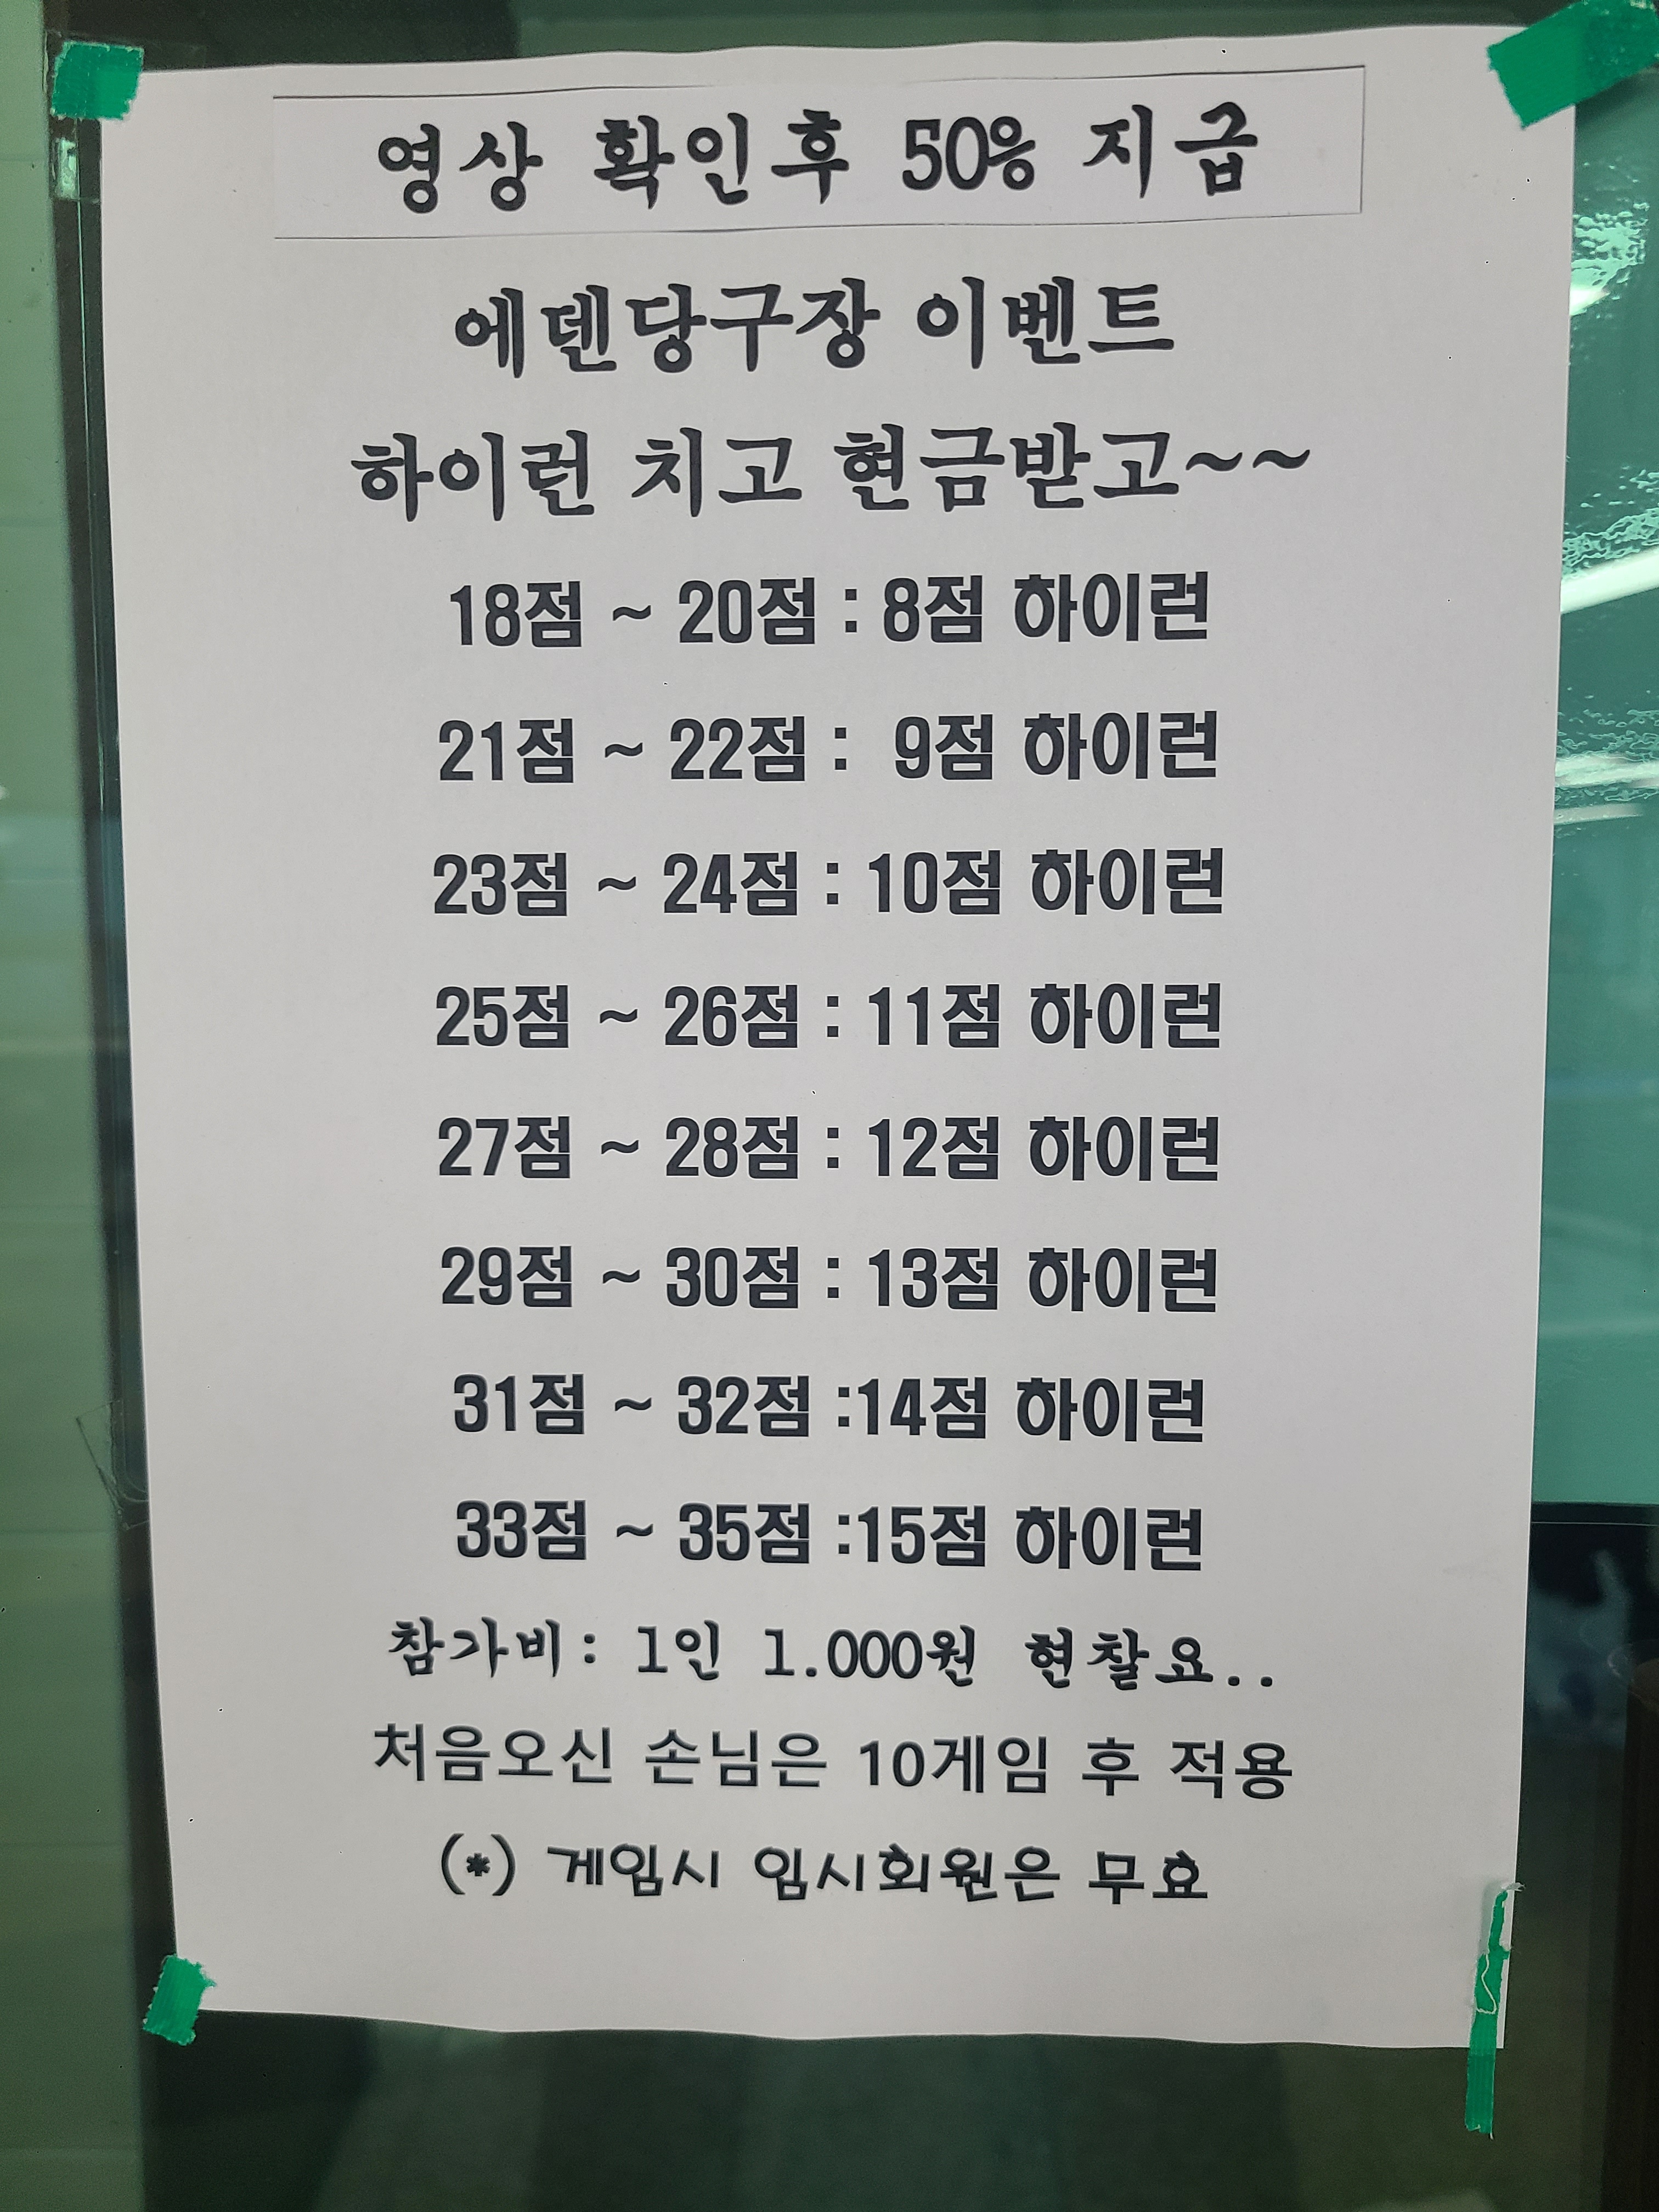 영상 확인후 50% 지급
에덴당구장 이벤트
하이런 치고 현금받고~~
18점 ~ 20점 : 8점 하이런
21점 ~ 22점 : 9점 하이런
23점 ~ 24점 : 10점 하이런
25점 ~ 26점 : 11점 하이런
27점 ~ 28점 : 12점 하이런
29점 ~ 30점 : 13점 하이런
31점 ~ 32점 :14점 하이런
33점 ~ 35점 :15점 하이런
참가비: 1인 1.000원 현찰요..
처음오신 손님은 10게임 후 적용
(*) 게임시 임시회원은 무효